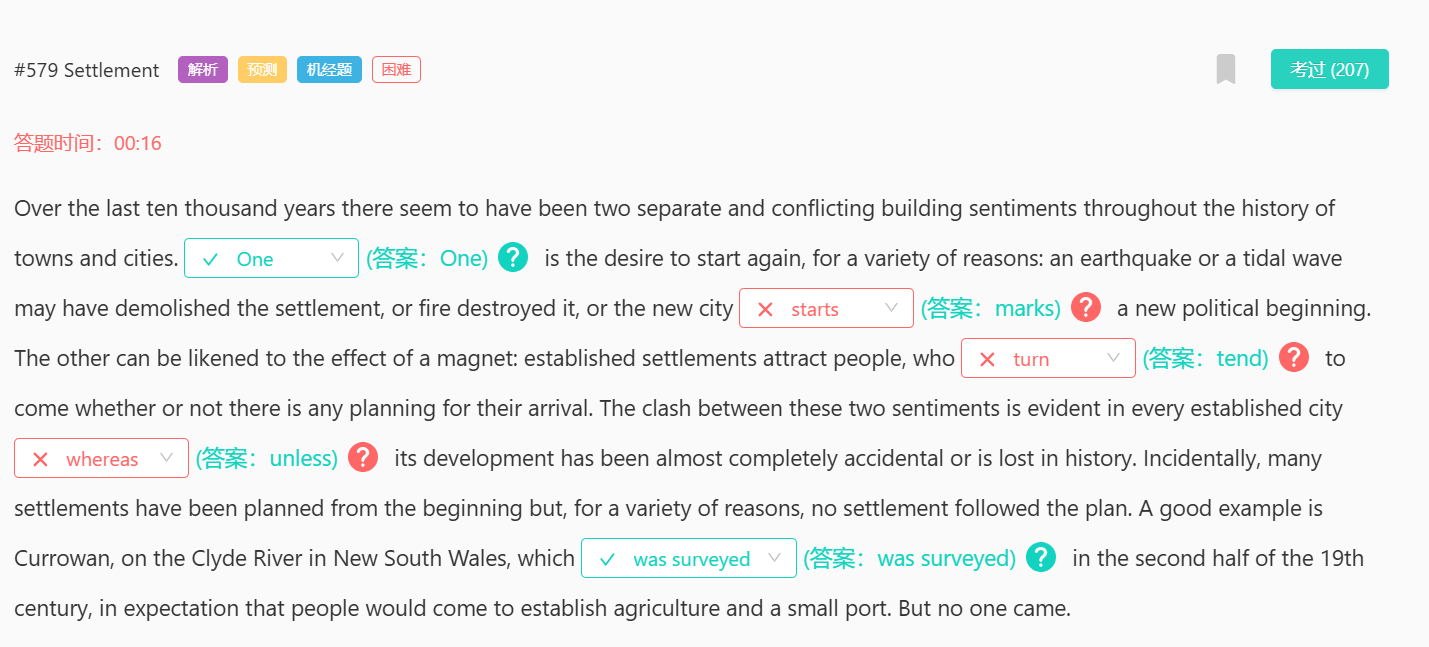 #579 Settlement 解析 预测 机经题 困难 考过 (207)
答题时间：00:16
Over the last ten thousand years there seem to have been two separate and conflicting building sentiments throughout the history of
towns and cities. One (答案：One) ? is the desire to start again, for a variety of reasons: an earthquake or a tidal wave
may have demolished the settlement, or fire destroyed it, or the new city starts (答案：marks) ? a new political beginning.
The other can be likened to the effect of a magnet: established settlements attract people, who turn (答案：tend) ? to
come whether or not there is any planning for their arrival. The clash between these two sentiments is evident in every established city
whereas (答案：unless) ? its development has been almost completely accidental or is lost in history. Incidentally, many
settlements have been planned from the beginning but, for a variety of reasons, no settlement followed the plan. A good example is
Currowan, on the Clyde River in New South Wales, which was surveyed (答案：was surveyed) ? in the second half of the 19th
century, in expectation that people would come to establish agriculture and a small port. But no one came.